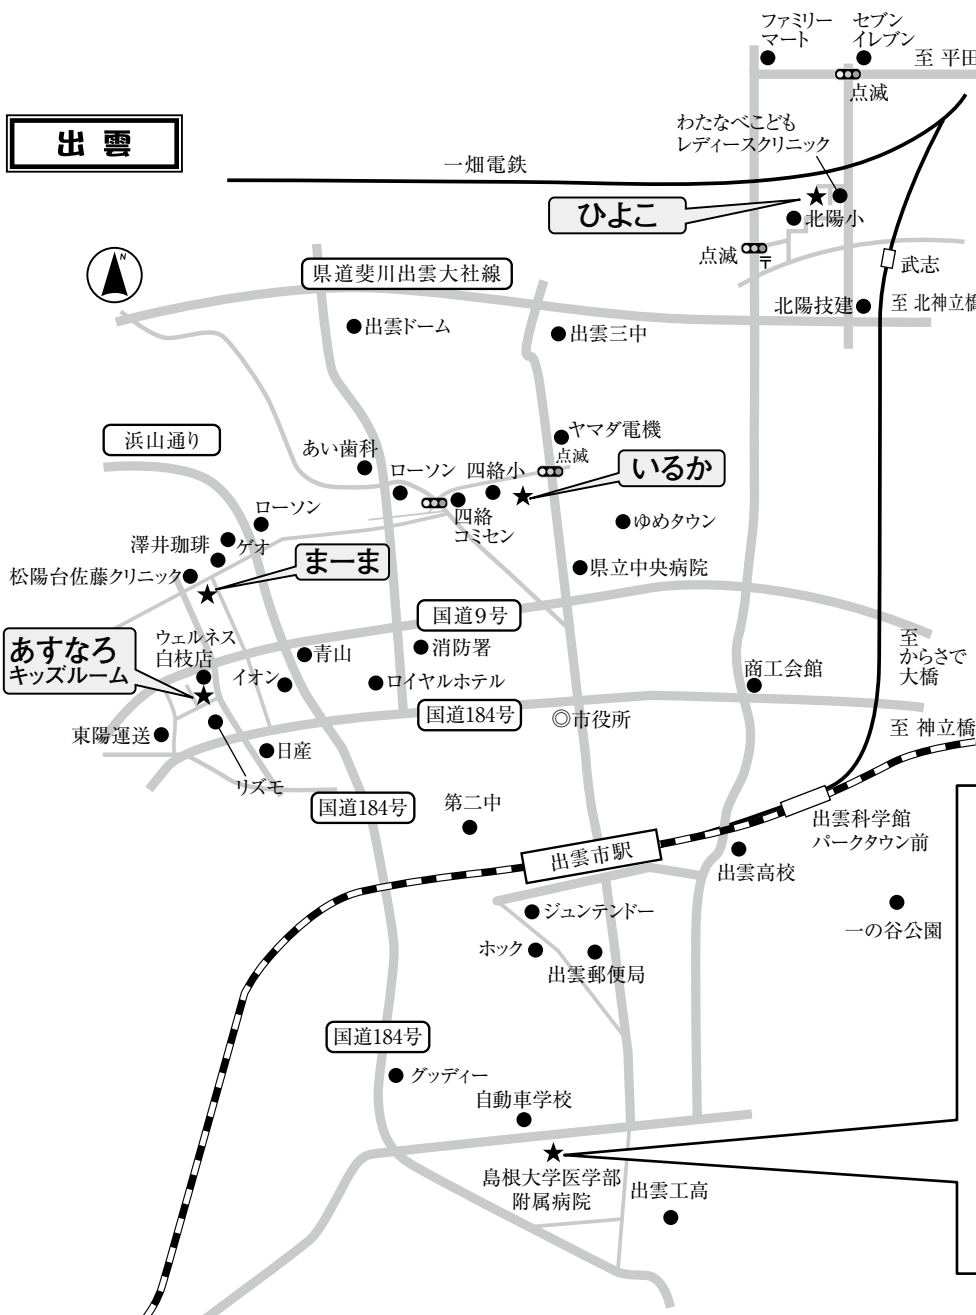 ファミリー
マート
セブン
イレブン
至 平田
点滅
出雲
わたなべこども
レディースクリニック
一畑電鉄
ひよこ
北陽小
点滅
〒
武志
N
県道斐川出雲大社線
北陽技建
至 北神立橋
出雲ドーム
出雲三中
浜山通り
あい歯科
ヤマダ電機
点滅
ローソン
四絡小
いるか
四絡
コミセン
ローソン
ゆめタウン
澤井珈琲
ゲオ
まーま
松陽台佐藤クリニック
県立中央病院
国道9号
あすなろ
キッズルーム
ウェルネス
白枝店
青山
消防署
至
からさで
大橋
イオン
ロイヤルホテル
商工会館
国道184号
◎市役所
東陽運送
日産
至 神立橋
リズモ
国道184号
第二中
出雲科学館
パークタウン前
出雲市駅
出雲高校
ジュンテンドー
一の谷公園
ホック
出雲郵便局
国道184号
グッディー
自動車学校
島根大学医学部
附属病院
出雲工高